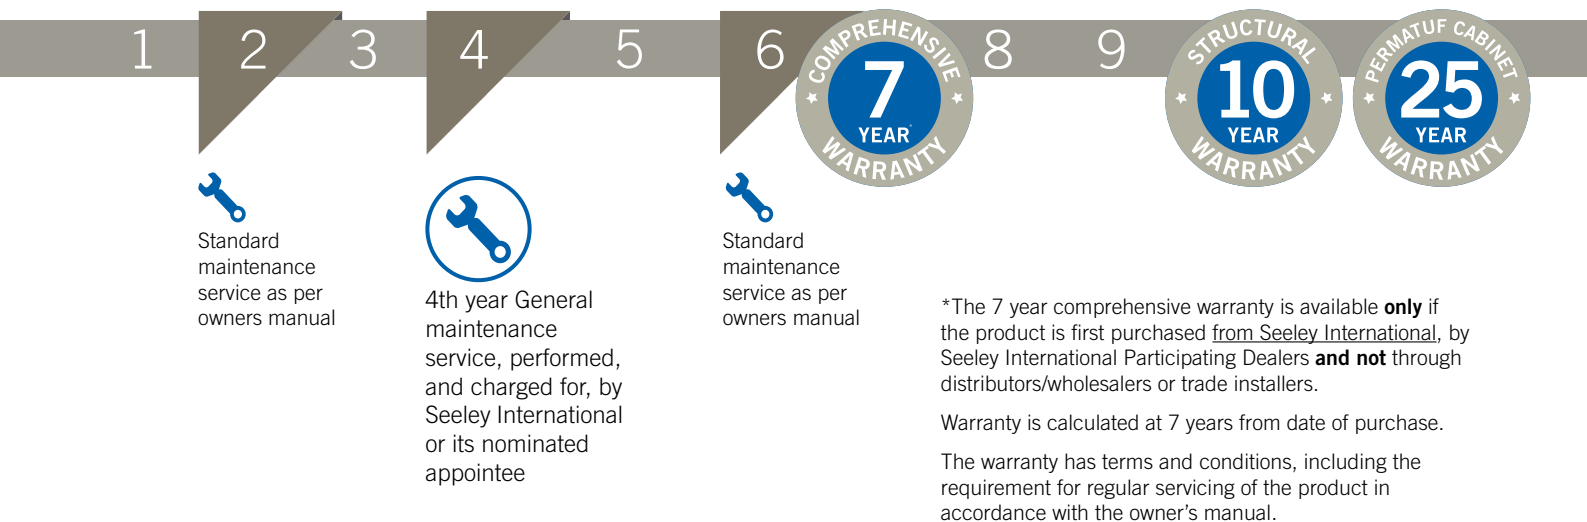 1 2 3 4 5 6 8 9
COMPREHENSIVE
7
YEAR*
WARRANTY
STRUCTURAL
10
YEAR
WARRANTY
PERMATUF CABINET
25
YEAR
WARRANTY
Standard
maintenance
service as per
owners manual
4th year General
maintenance
service, performed,
and charged for, by
Seeley International
or its nominated
appointee
Standard
maintenance
service as per
owners manual
*The 7 year comprehensive warranty is available only if
the product is first purchased from Seeley International, by
Seeley International Participating Dealers and not through
distributors/wholesalers or trade installers.
Warranty is calculated at 7 years from date of purchase.
The warranty has terms and conditions, including the
requirement for regular servicing of the product in
accordance with the owner’s manual.